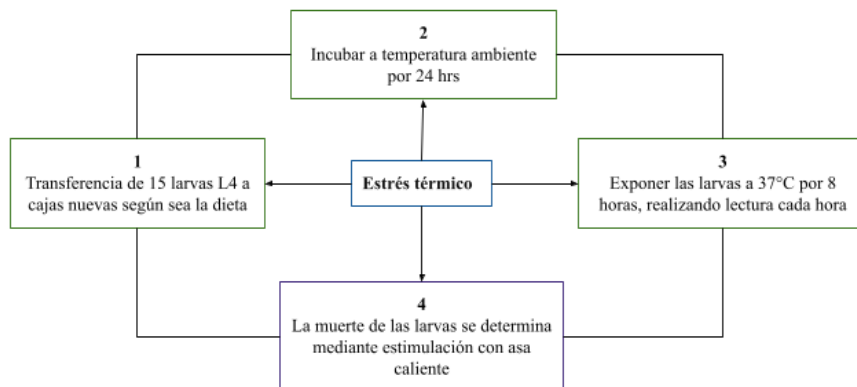 2
Incubar a temperatura ambiente
por 24 hrs
1
Transferencia de 15 larvas L4 a
cajas nuevas según sea la dieta
Estrés térmico
3
Exponer las larvas a 37°C por 8
horas, realizando lectura cada hora
4
La muerte de las larvas se determina
mediante estimulación con asa
caliente